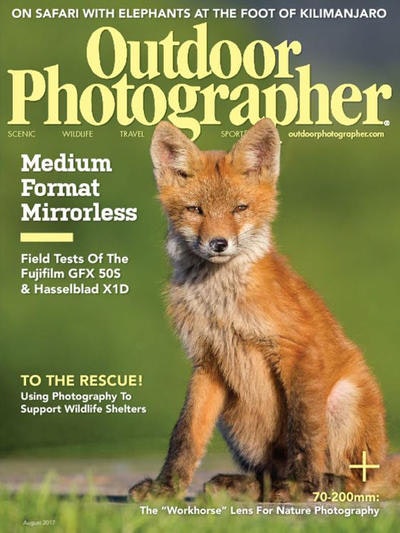 ON SAFARI WITH ELEPHANTS AT THE FOOT OF KILIMANJARO
Outdoor
Photographer®
SCENIC WILDLIFE TRAVEL outdoorphotographer.com
Medium
Format
Mirrorless
Field Tests Of The
Fujifilm GFX 50S
& Hasselblad X1D
TO THE RESCUE!
Using Photography To
Support Wildlife Shelters
+
70-200mm:
The “Workhorse” Lens For Nature Photography
August 2017